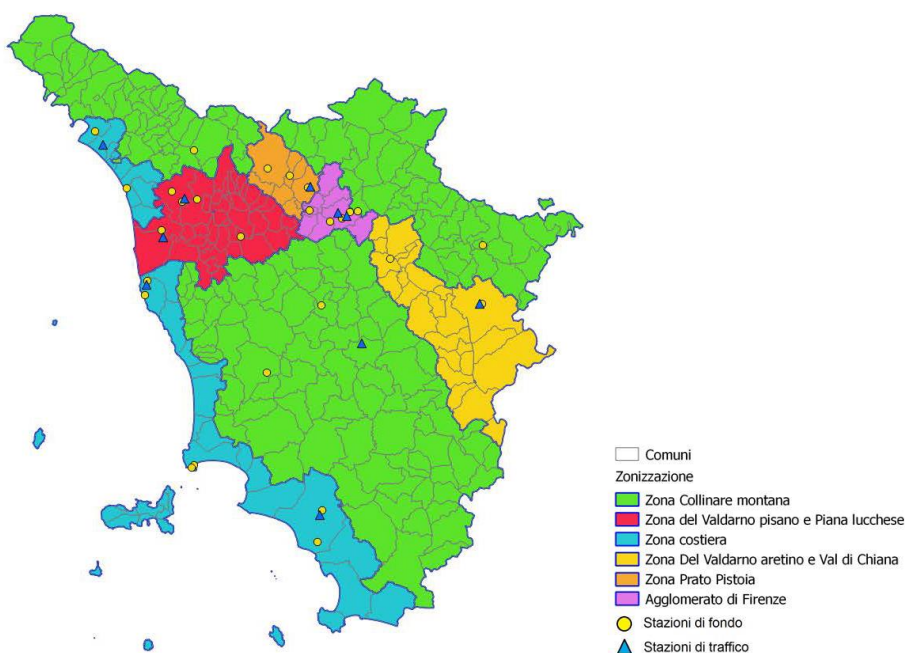 Comuni
Zonizzazione
Zona Collinare montana
Zona del Valdarno pisano e Piana lucchese
Zona costiera
Zona Del Valdarno aretino e Val di Chiana
Zona Prato Pistoia
Agglomerato di Firenze
Stazioni di fondo
Stazioni di traffico